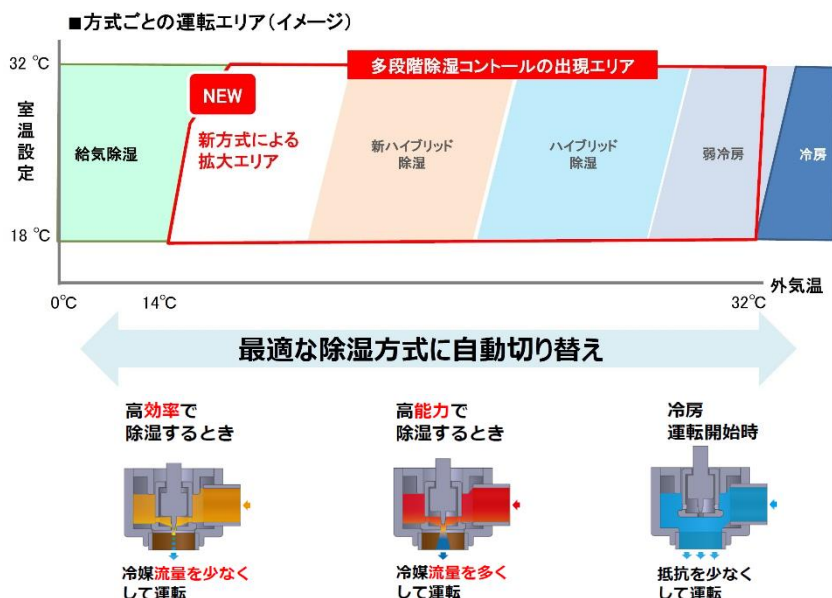 ■方式ごとの運転エリア(イメージ)
32 ℃
多段階除湿コントールの出現エリア
NEW
室温設定
給気除湿
新方式による
拡大エリア
新ハイブリッド
除湿
ハイブリッド
除湿
弱冷房
冷房
18 ℃
外気温
0℃
14℃
32℃
最適な除湿方式に自動切り替え
高効率で
除湿するとき
冷媒流量を少なく
して運転
高能力で
除湿するとき
冷媒流量を多く
して運転
冷房
運転開始時
抵抗を少なく
して運転